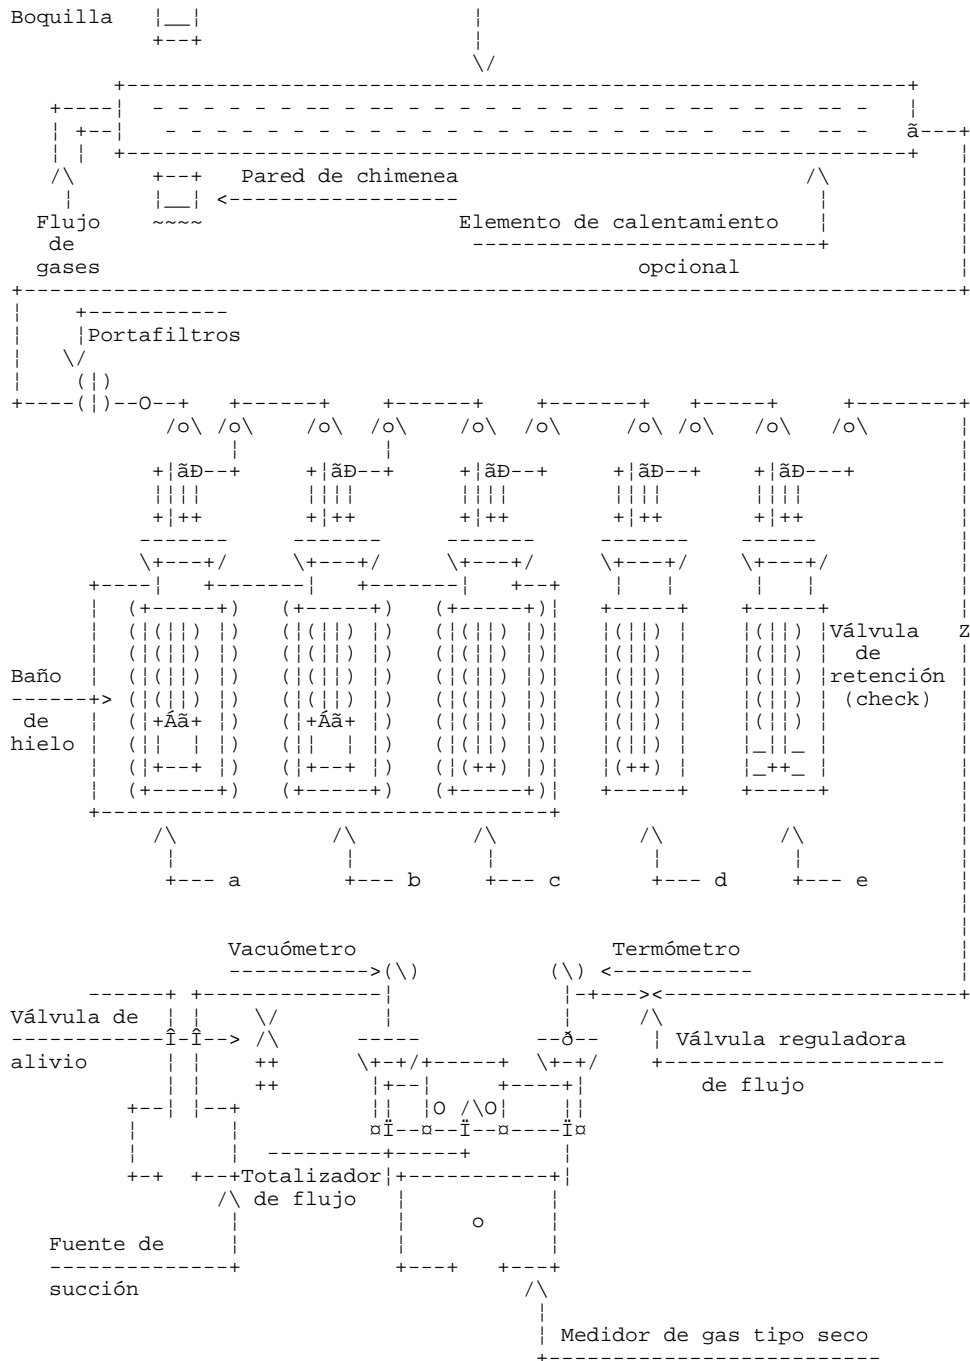 Boquilla
Pared de chimenea
Flujo
de
gases
Elemento de calentamiento
opcional
Portafiltros
Baño
de
hielo
Válvula
de
retención
(check)
Z
a
b
c
d
e
Vacuómetro
Termómetro
Válvula de
alivio
Válvula reguladora
de flujo
Totalizador
de flujo
Fuente de
succión
Medidor de gas tipo seco